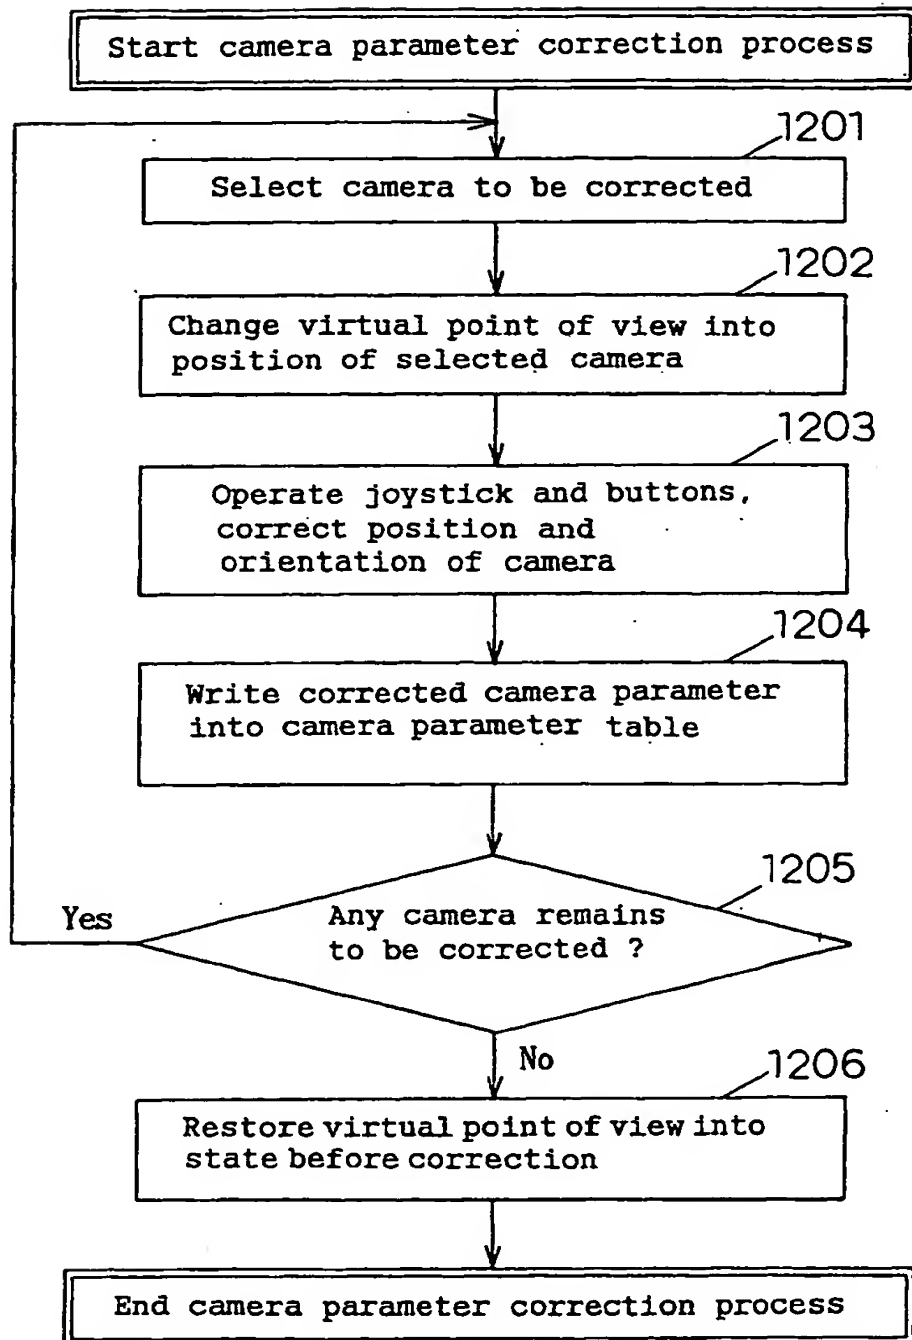 Start camera parameter correction process
1201
Select camera to be corrected
1202
Change virtual point of view into
position of selected camera
1203
Operate joystick and buttons,
correct position and
orientation of camera
1204
Write corrected camera parameter
into camera parameter table
1205
Yes
Any camera remains
to be corrected ?
No
1206
Restore virtual point of view into
state before correction
End camera parameter correction process